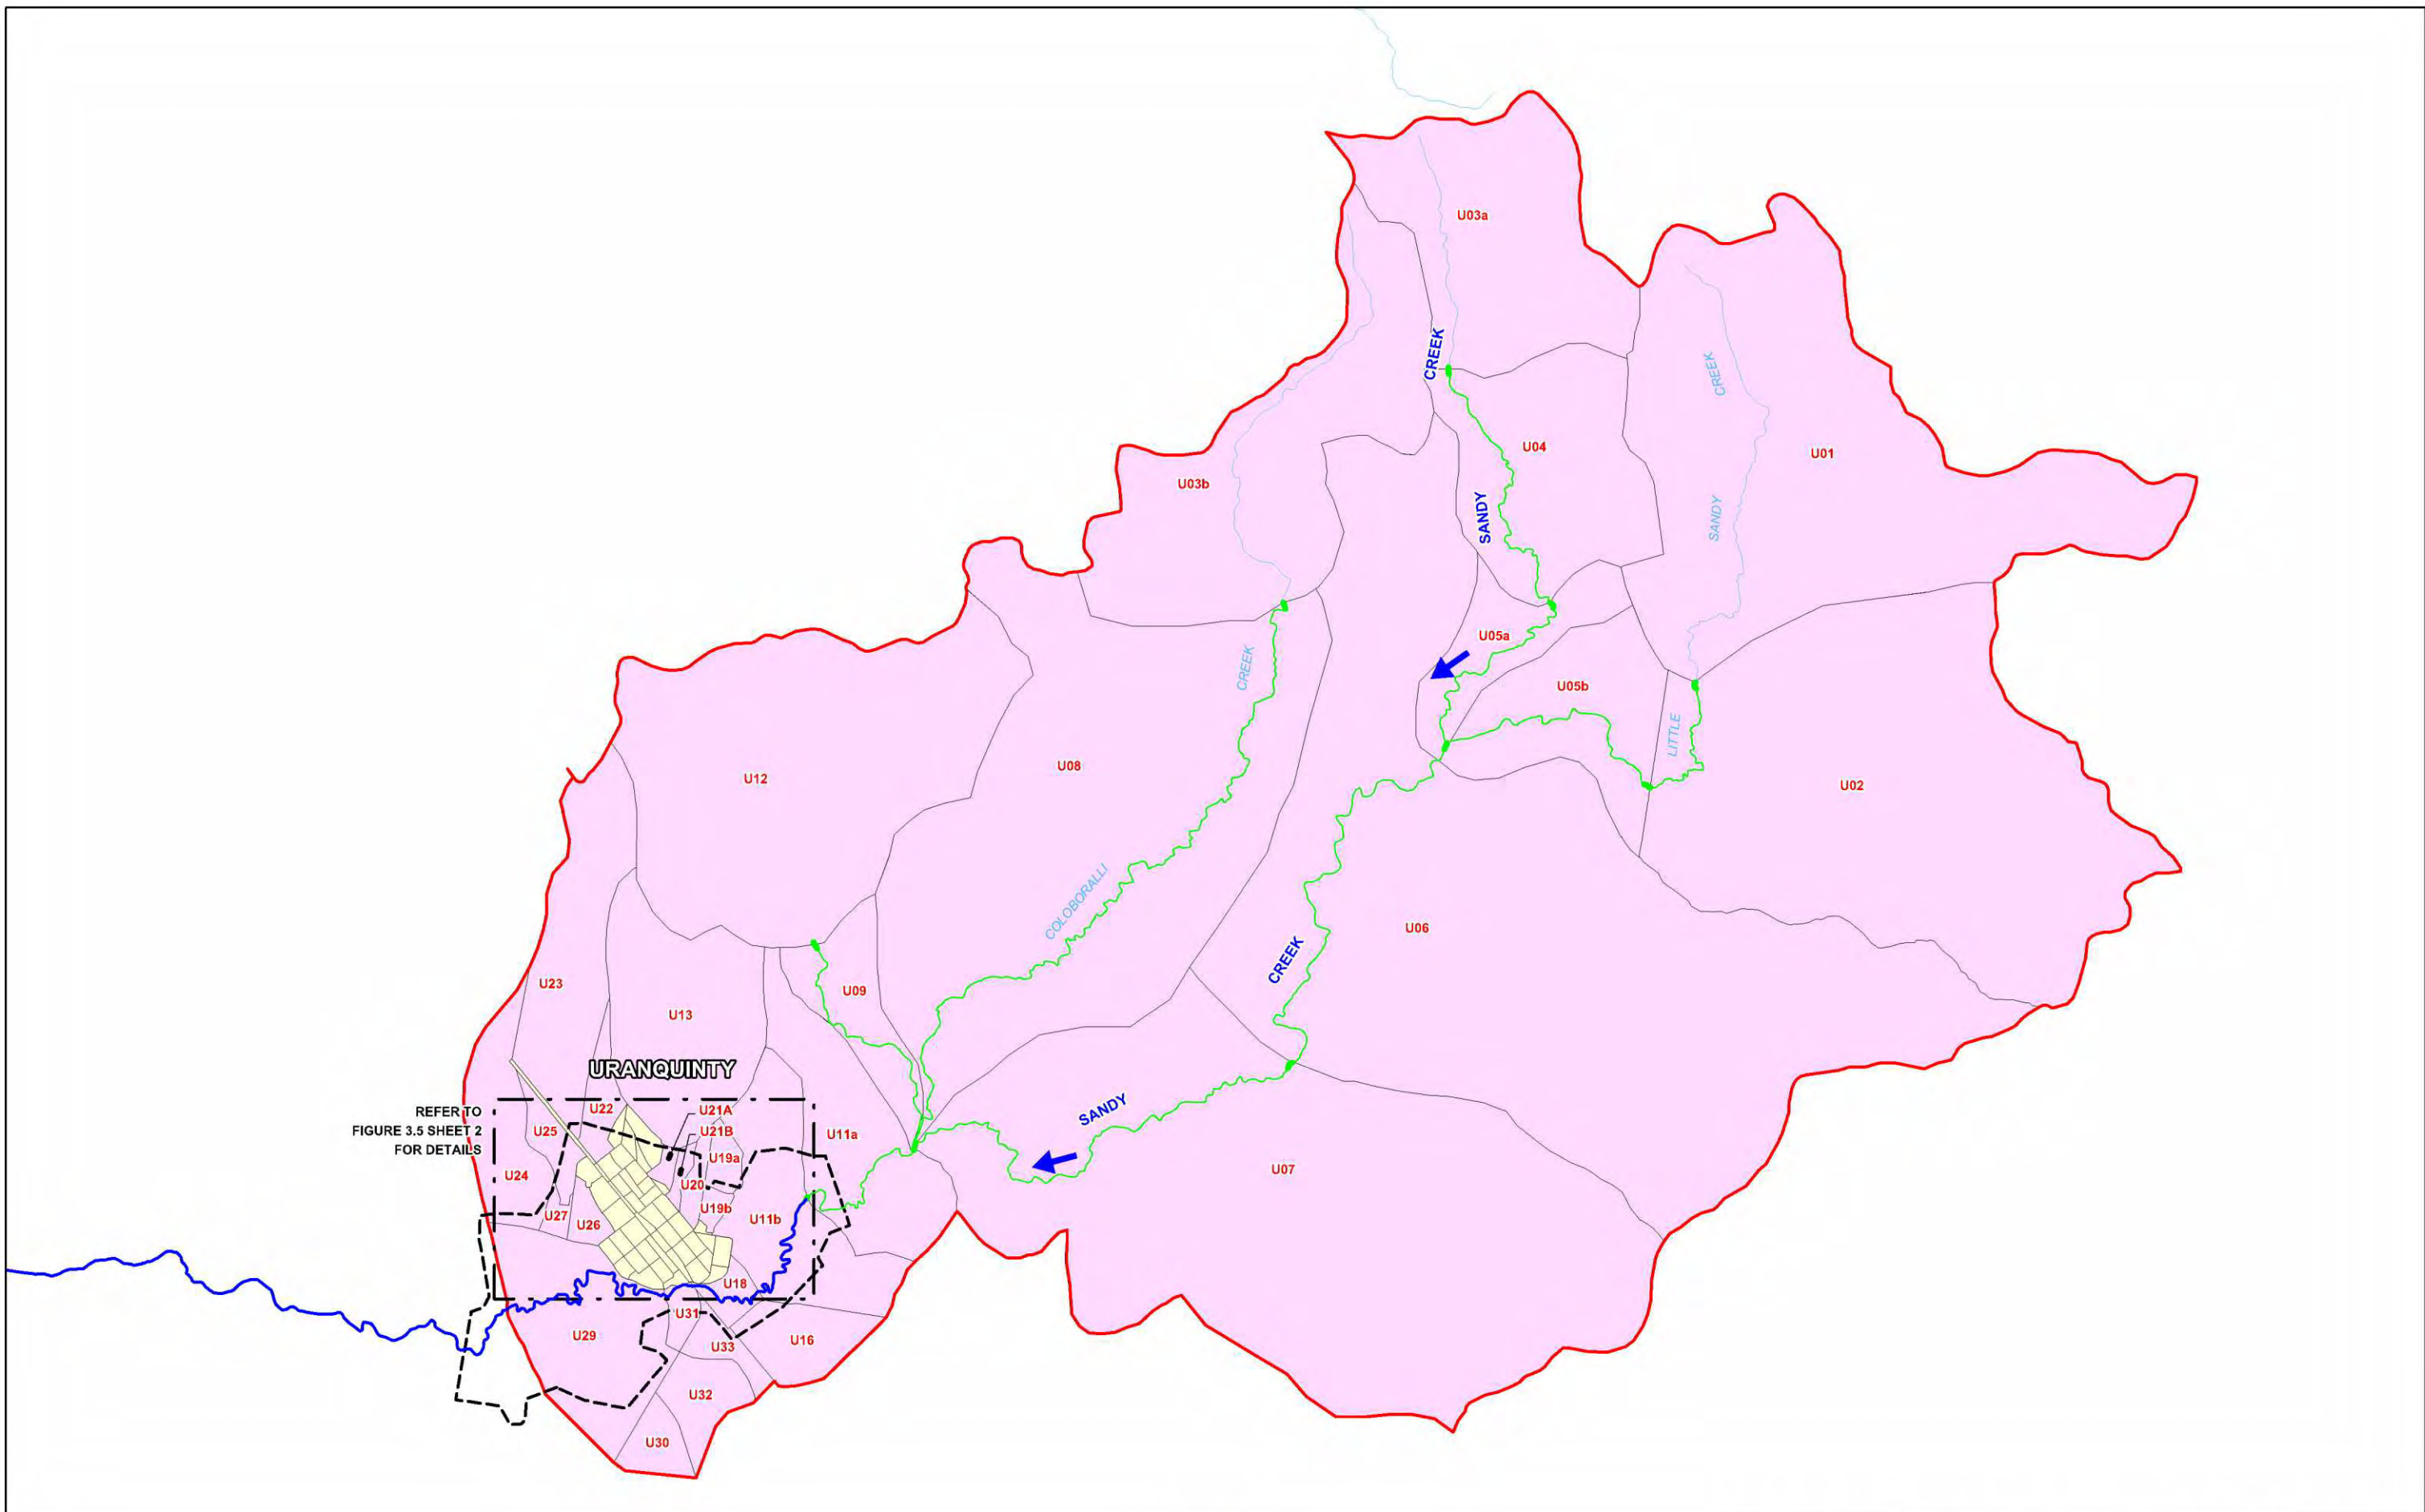 U03a
CREEK
CREEK
U04
U01
U03b
SANDY
SANDY
U05a
CREEK
U05b
LITTLE
U12
U08
U02
COLOBORALLI
U06
CREEK
U23
U09
U13
URANQUINTY
REFER TO
FIGURE 3.5 SHEET 2
FOR DETAILS
U22
U21A
SANDY
U25
U21B
U11a
U19a
U07
U24
U20
U19b
U27
U26
U11b
U18
U31
U29
U33
U16
U32
U30